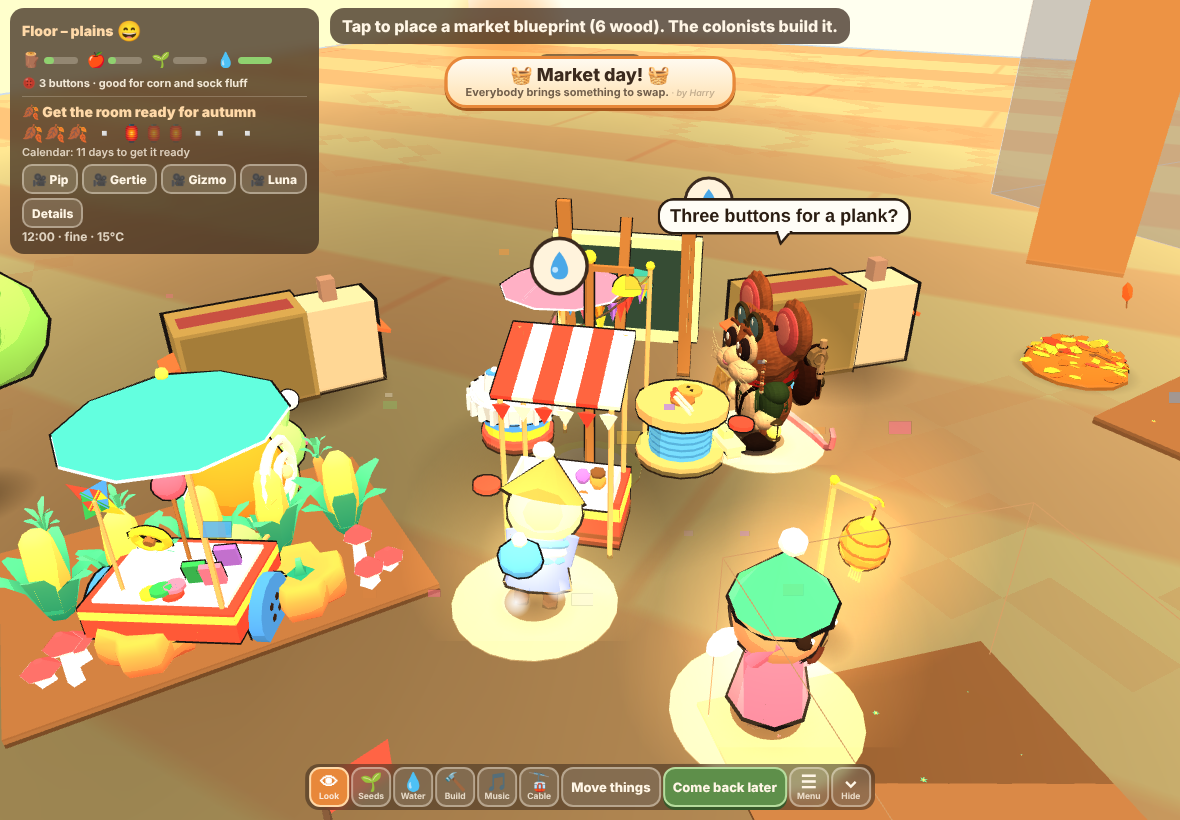 Floor – plains
3 buttons · good for corn and sock fluff
Get the room ready for autumn
Calendar: 11 days to get it ready
Pip
Gertie
Gizmo
Luna
Details
12:00 · fine · 15°C
Tap to place a market blueprint (6 wood). The colonists build it.
Market day!
Everybody brings something to swap. · by Harry
Three buttons for a plank?
Look
Seeds
Water
Build
Music
Cable
Move things
Come back later
Menu
Hide